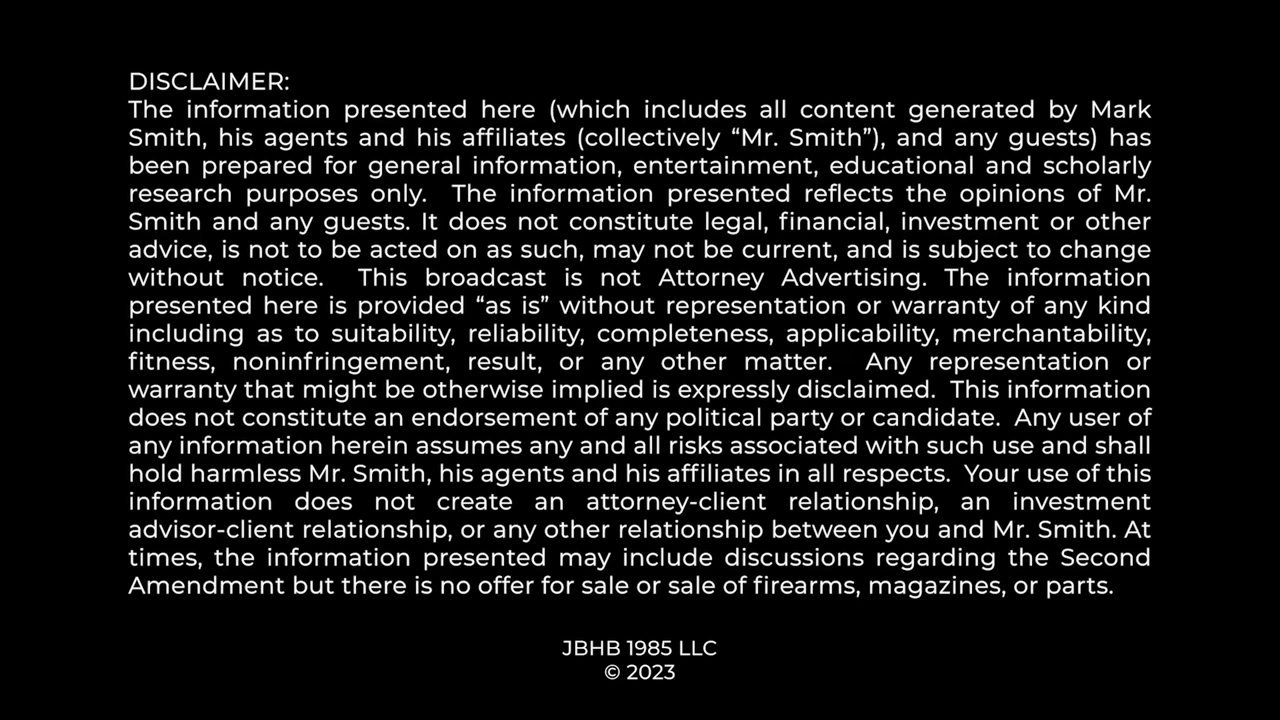 DISCLAIMER:
The information presented here (which includes all content generated by Mark
Smith, his agents and his affiliates (collectively “Mr. Smith”), and any guests) has
been prepared for general information, entertainment, educational and scholarly
research purposes only.  The information presented reflects the opinions of Mr.
Smith and any guests. It does not constitute legal, financial, investment or other
advice, is not to be acted on as such, may not be current, and is subject to change
without notice.  This broadcast is not Attorney Advertising. The information
presented here is provided “as is” without representation or warranty of any kind
including as to suitability, reliability, completeness, applicability, merchantability,
fitness, noninfringement, result, or any other matter.  Any representation or
warranty that might be otherwise implied is expressly disclaimed.  This information
does not constitute an endorsement of any political party or candidate.  Any user of
any information herein assumes any and all risks associated with such use and shall
hold harmless Mr. Smith, his agents and his affiliates in all respects.  Your use of this
information does not create an attorney-client relationship, an investment
advisor-client relationship, or any other relationship between you and Mr. Smith. At
times, the information presented may include discussions regarding the Second
Amendment but there is no offer for sale or sale of firearms, magazines, or parts.
JBHB 1985 LLC
© 2023